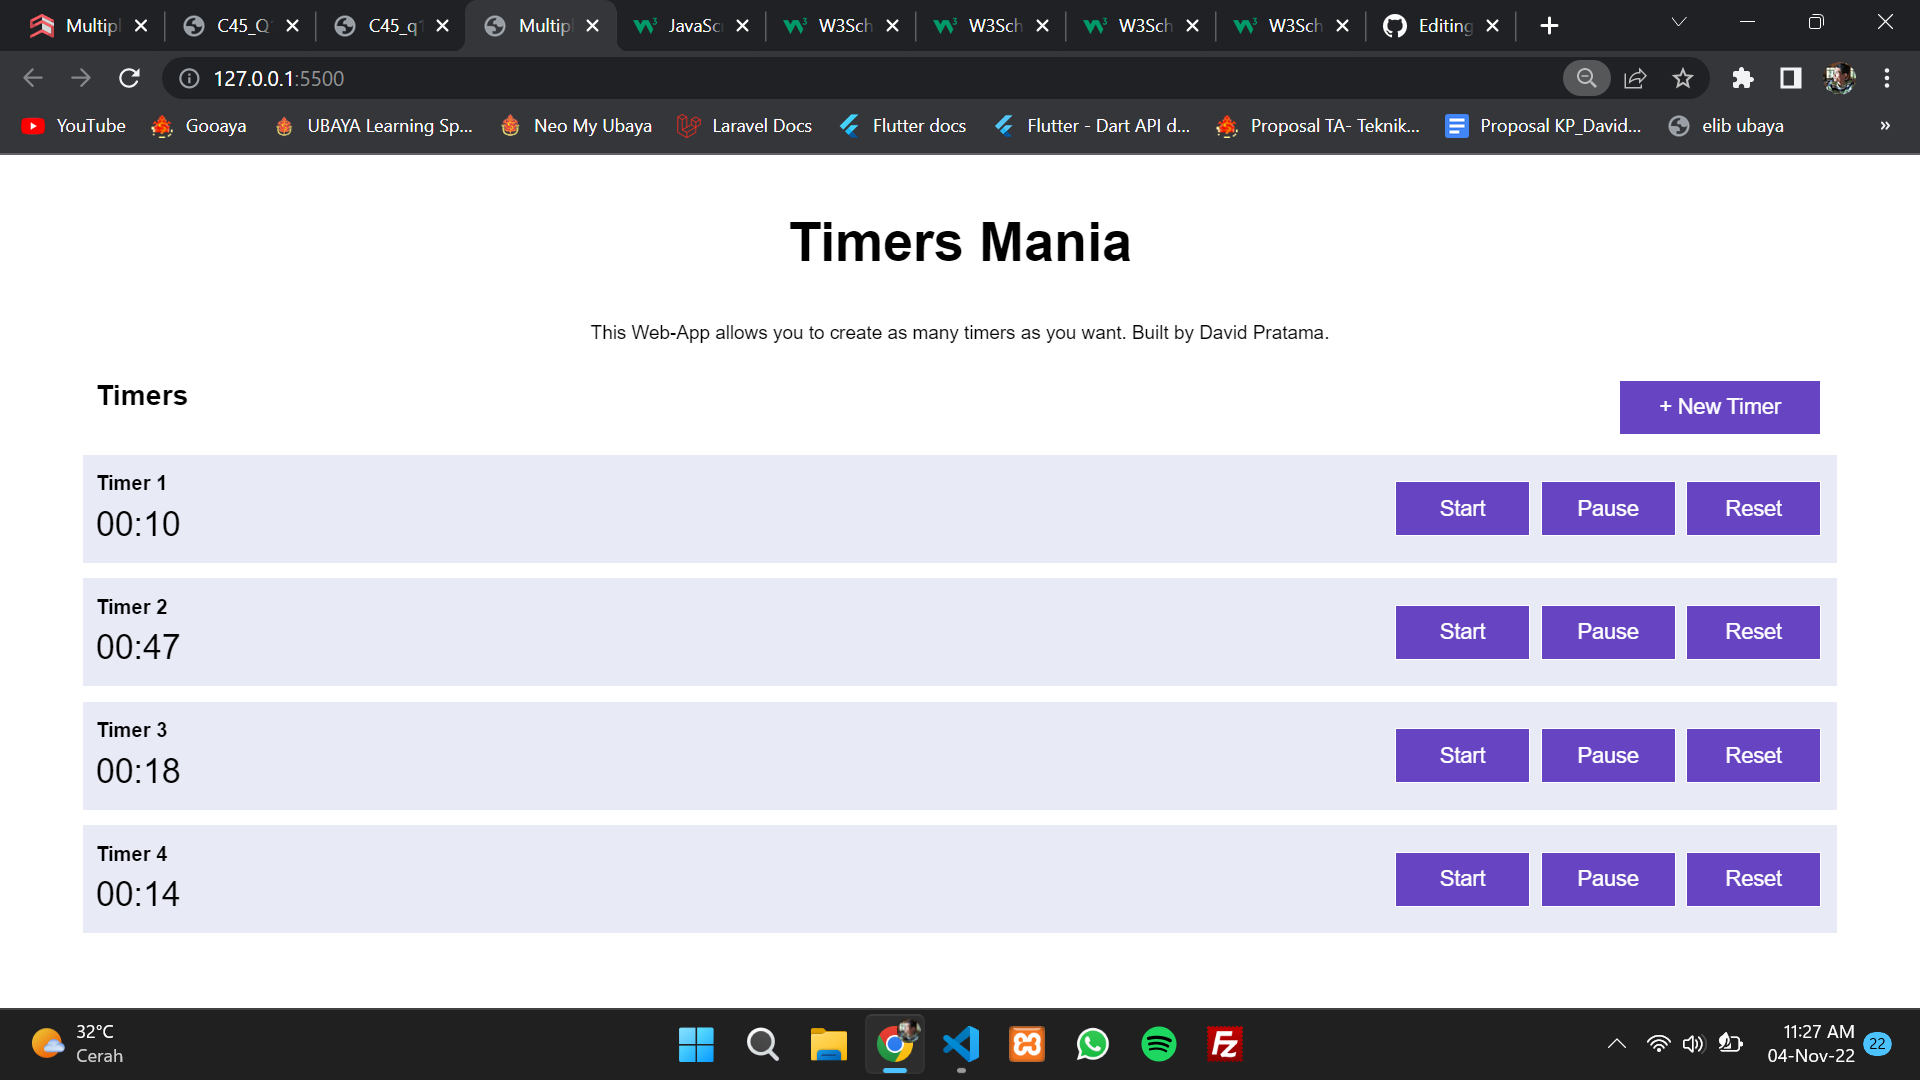 Multipl
C45_Q
C45_q
Multip
JavaSc
W3Sch
W3Sch
W3Sch
W3Sch
Editing
127.0.0.1:5500
YouTube
Gooaya
UBAYA Learning Sp...
Neo My Ubaya
Laravel Docs
Flutter docs
Flutter - Dart API d...
Proposal TA- Teknik...
Proposal KP_David...
elib ubaya
»
Timers Mania
This Web-App allows you to create as many timers as you want. Built by David Pratama.
Timers
+ New Timer
Timer 1
00:10
Start Pause Reset
Timer 2
00:47
Start Pause Reset
Timer 3
00:18
Start Pause Reset
Timer 4
00:14
Start Pause Reset
32°C
Cerah
11:27 AM
04-Nov-22
22